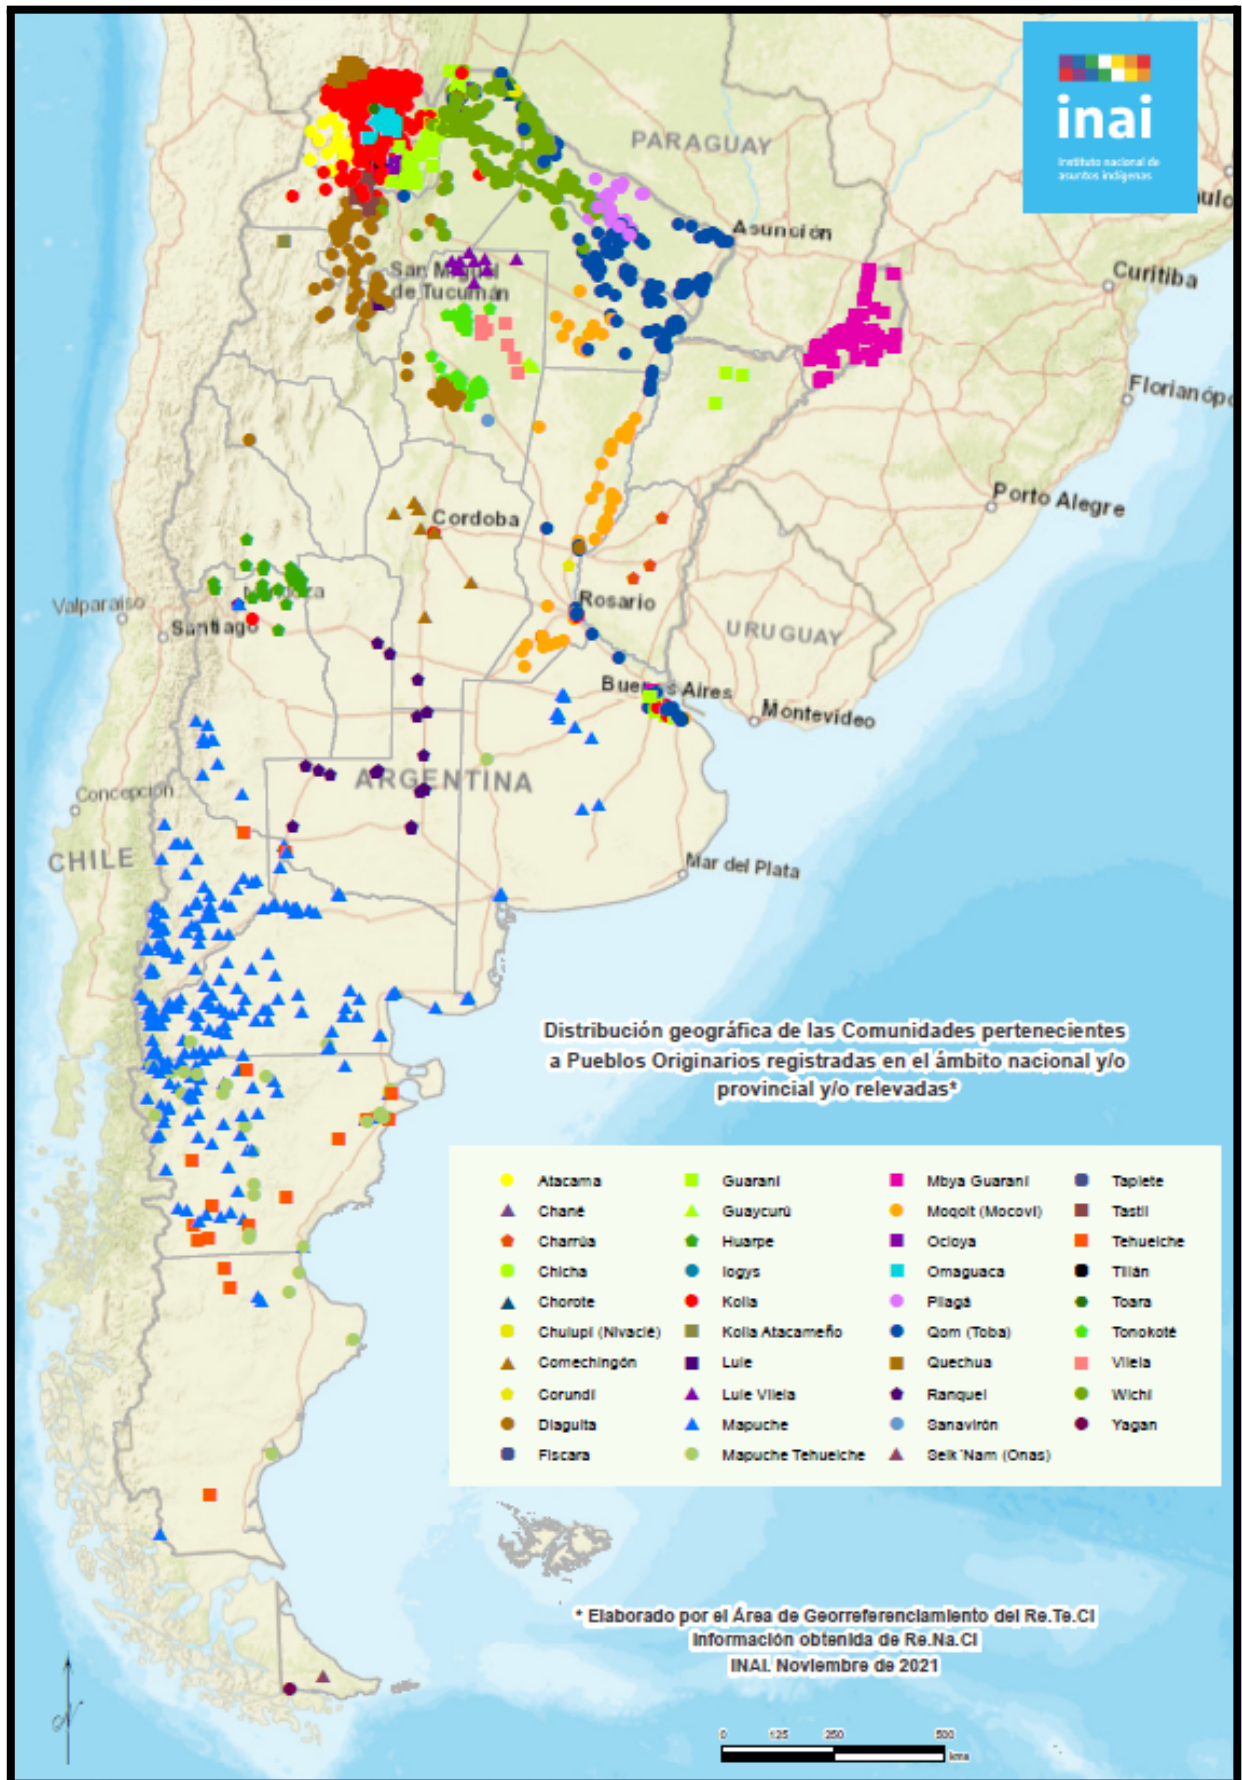 inai
instituto nacional de
asuntos indígenas
PARAGUAY
Asunción
Curitiba
San Miguel
de Tucumán
Florianóp
Porto Alegre
Cordoba
Mendoza
Valparaiso
Santiago
Rosario
URUGUAY
Buenos Aires
Montevideo
ARGENTINA
Concepción
CHILE
Mar del Plata
Distribución geográfica de las Comunidades pertenecientes
a Pueblos Originarios registradas en el ámbito nacional y/o
provincial y/o relevadas*
Atacama
Chané
Charrúa
Chicha
Chorote
Chulupí (Nivaclé)
Comechingón
Corundí
Diaguita
Fiscara
Guaraní
Guaycurú
Huarpe
Iogys
Kolla
Kolla Atacameño
Lule
Lule Vilela
Mapuche
Mapuche Tehuelche
Mbya Guaraní
Moqoit (Mocoví)
Ocloya
Omaguaca
Pilagá
Qom (Toba)
Quechua
Ranquel
Sanavirón
Selk´Nam (Onas)
Tapiete
Tastil
Tehuelche
Tilián
Toara
Tonokoté
Vilela
Wichí
Yagan
* Elaborado por el Área de Georreferenciamiento del Re.Te.CI
Información obtenida de Re.Na.CI
INAI. Noviembre de 2021
0 125 250 500
kms